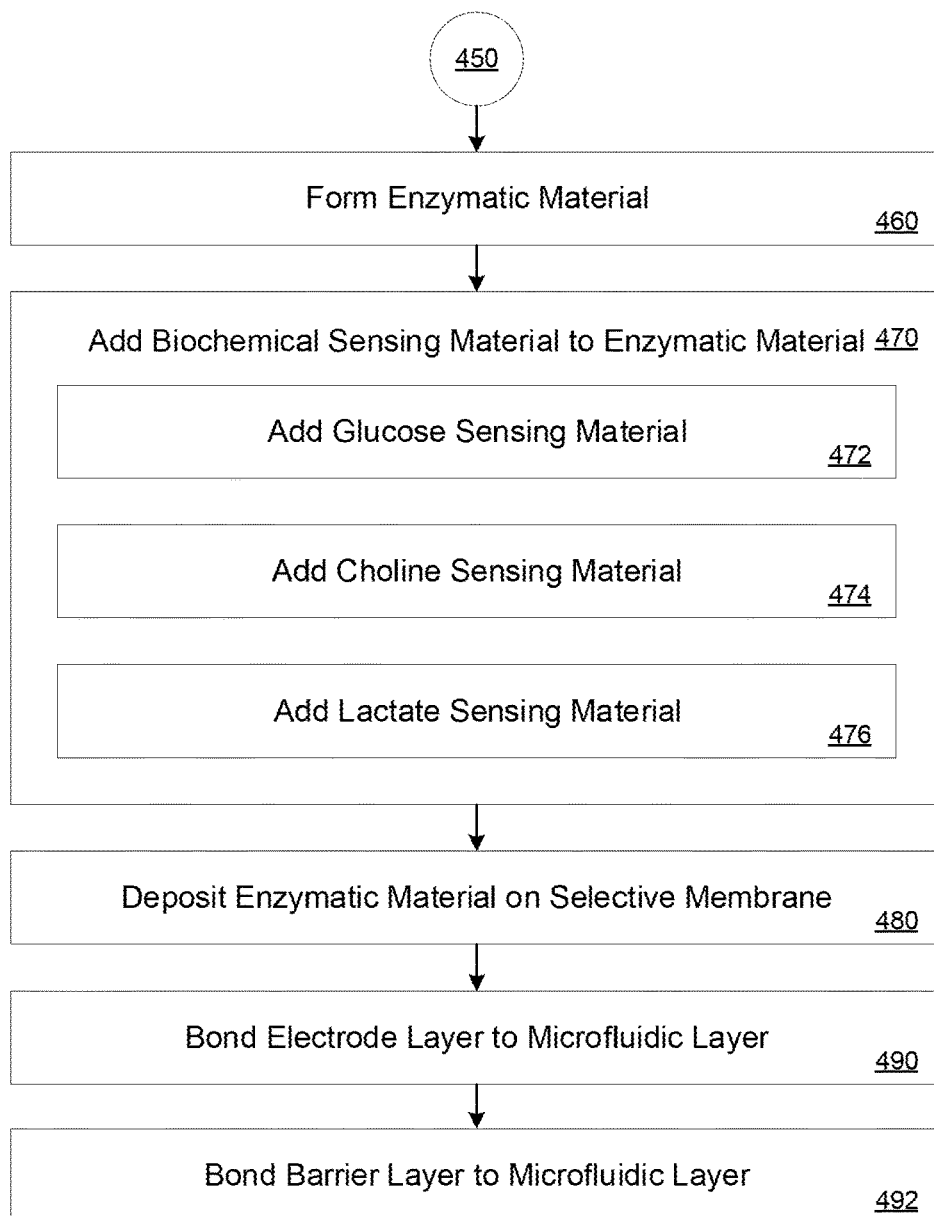 450
Form Enzymatic Material
460
Add Biochemical Sensing Material to Enzymatic Material 470
Add Glucose Sensing Material
472
Add Choline Sensing Material
474
Add Lactate Sensing Material
476
Deposit Enzymatic Material on Selective Membrane
480
Bond Electrode Layer to Microfluidic Layer
490
Bond Barrier Layer to Microfluidic Layer
492